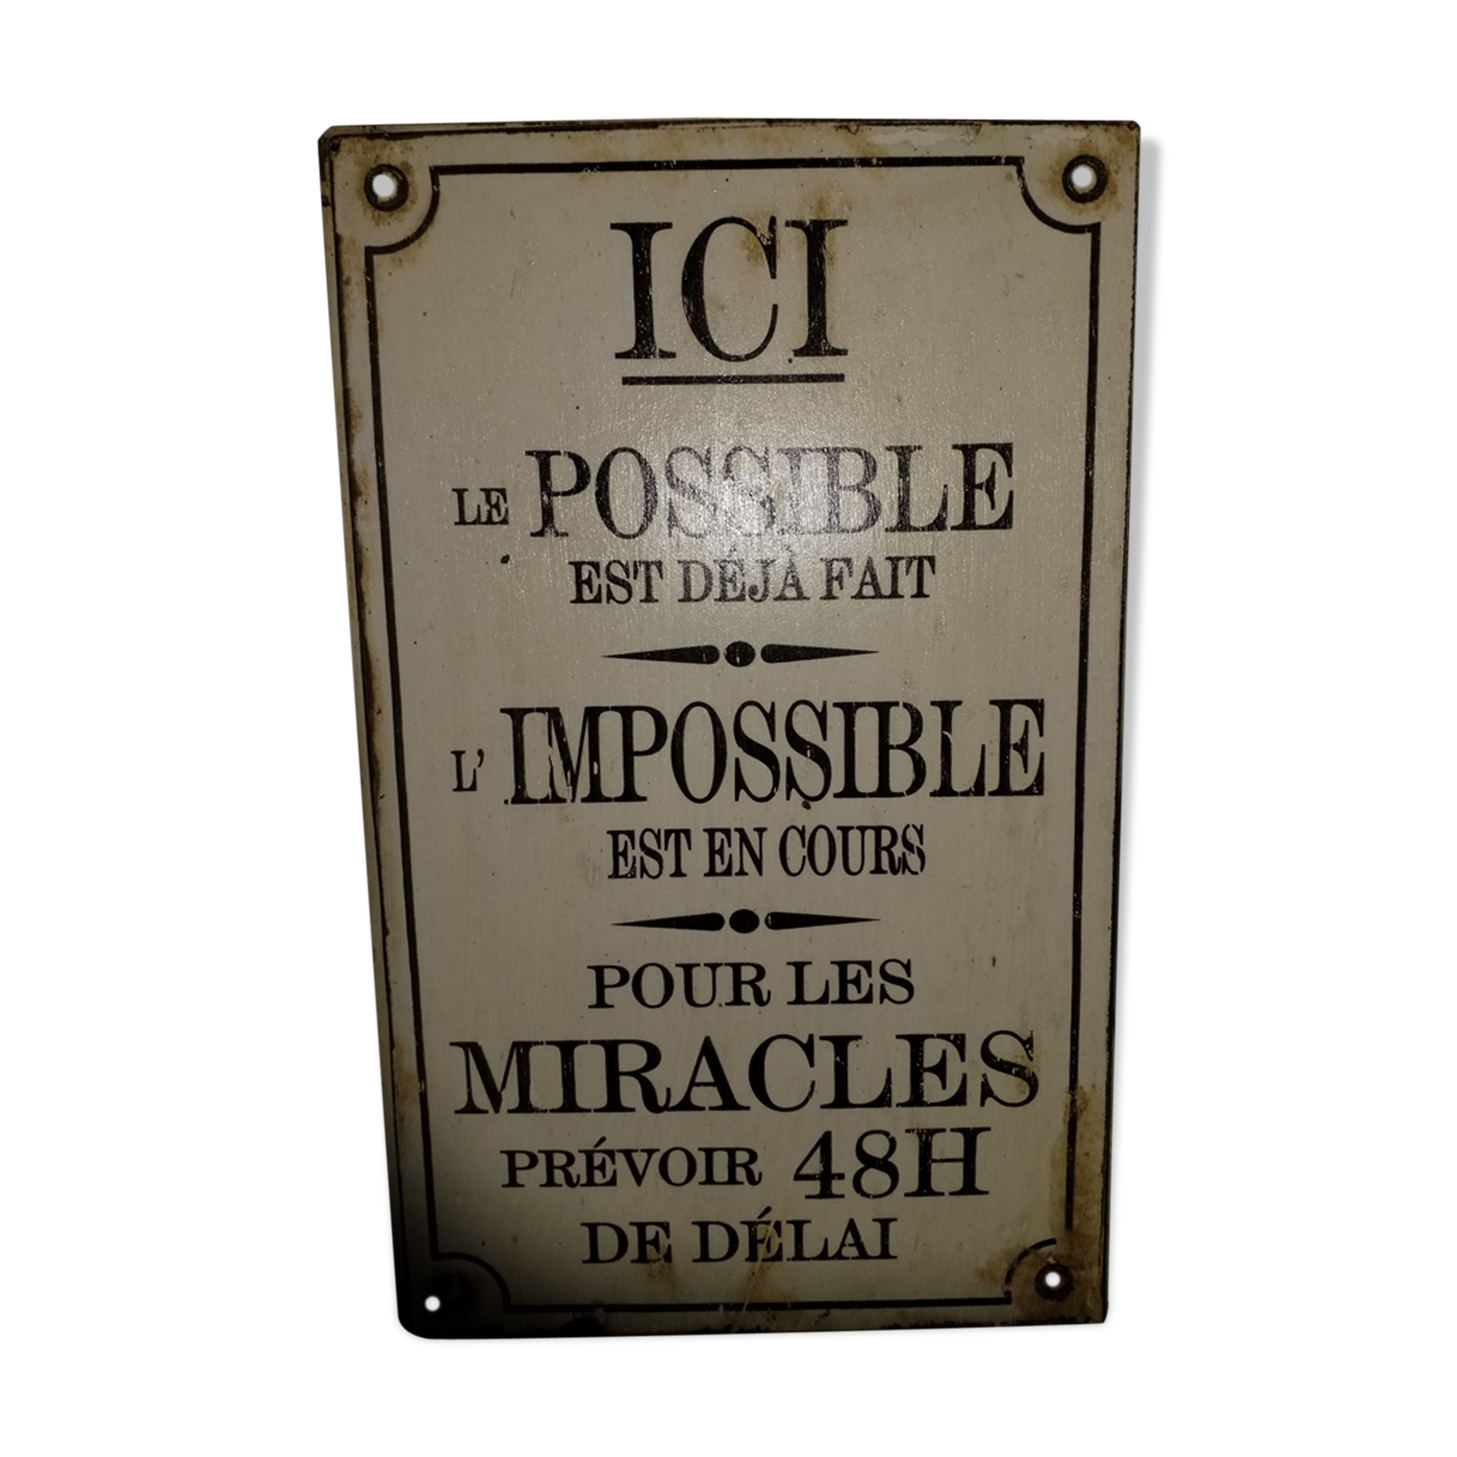 ICI
LE POSSIBLE
EST DÉJÀ FAIT
L' IMPOSSIBLE
EST EN COURS
POUR LES
MIRACLES
PRÉVOIR 48H
DE DÉLAI